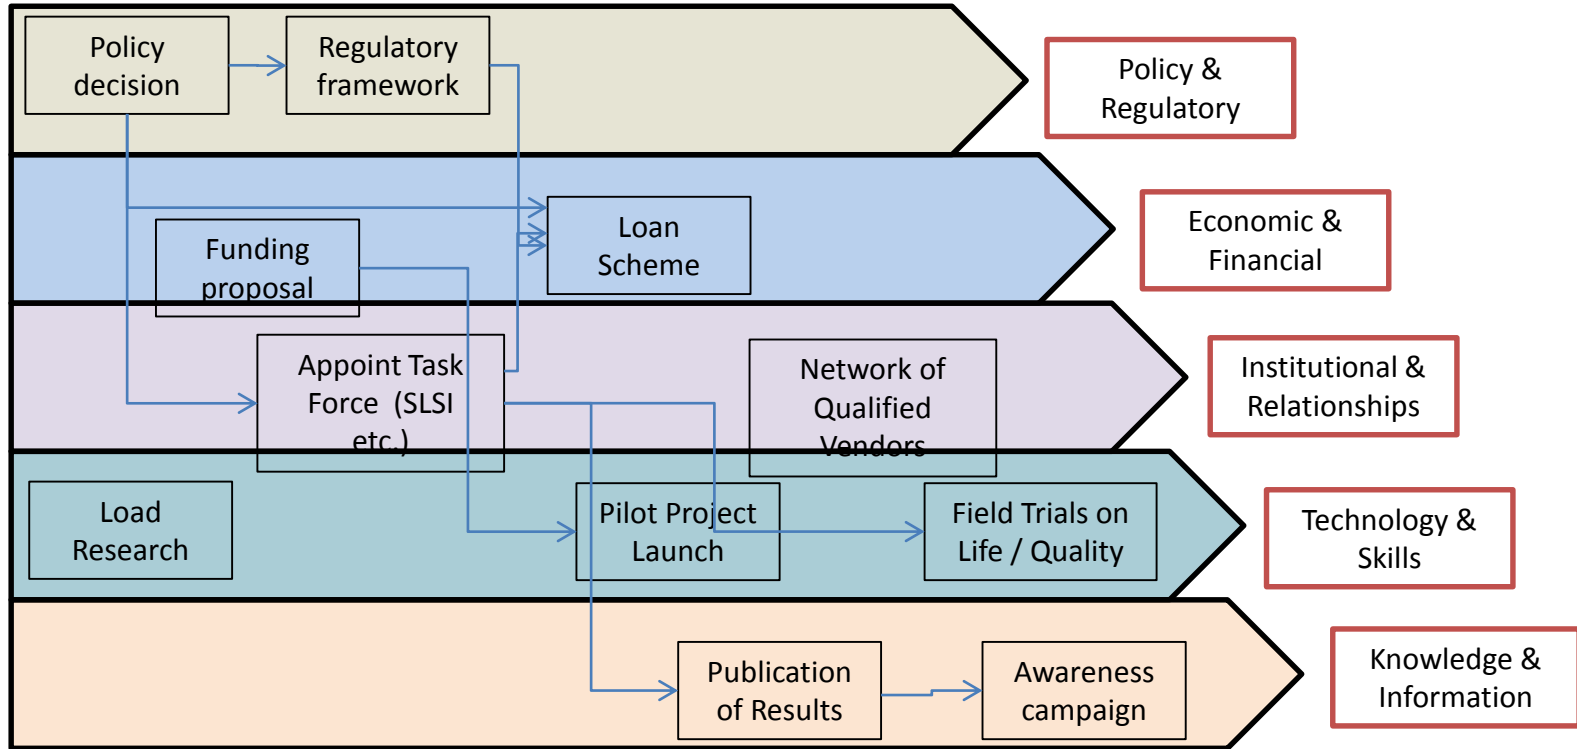 Policy
decision
Regulatory
framework
Policy &
Regulatory
Funding
proposal
Loan
Scheme
Economic &
Financial
Appoint Task
Force (SLSI
etc.)
Network of
Qualified
Vendors
Institutional &
Relationships
Load
Research
Pilot Project
Launch
Field Trials on
Life / Quality
Technology &
Skills
Publication
of Results
Awareness
campaign
Knowledge &
Information